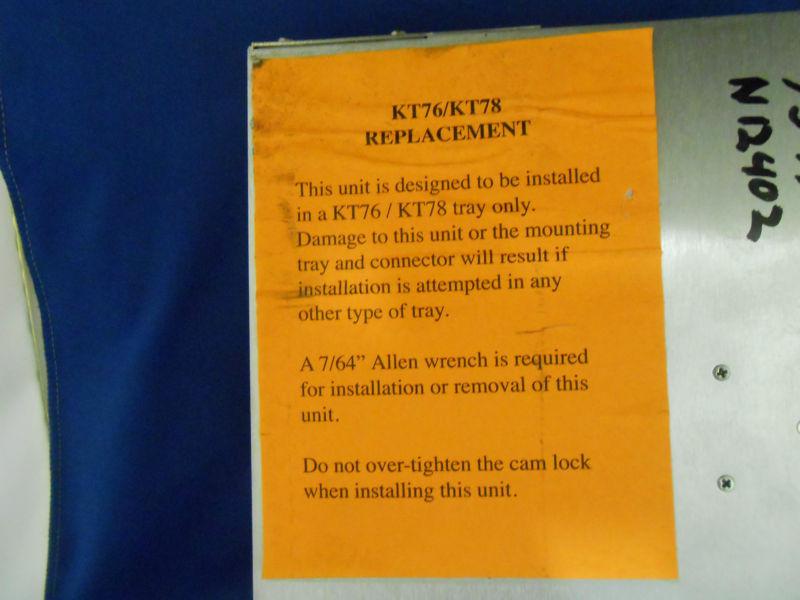 KT76/KT78
REPLACEMENT
This unit is designed to be installed
in a KT76 / KT78 tray only.
Damage to this unit or the mounting
tray and connector will result if
installation is attempted in any
other type of tray.
A 7/64” Allen wrench is required
for installation or removal of this
unit.
Do not over-tighten the cam lock
when installing this unit.
N12402